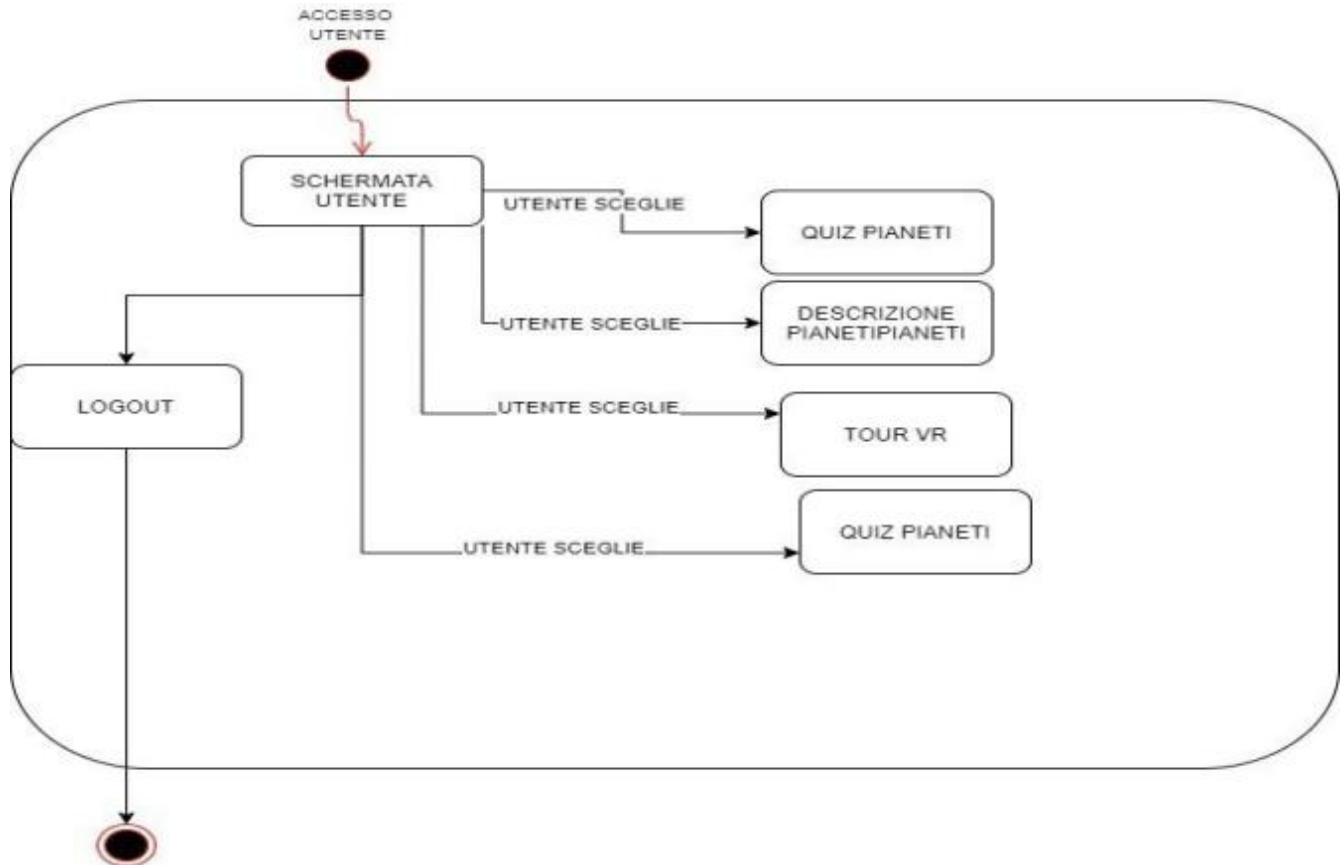 ACCESSO
UTENTE
SCHERMATA
UTENTE
UTENTE SCEGLIE
QUIZ PIANETI
UTENTE SCEGLIE
DESCRIZIONE
PIANETIPIANETI
LOGOUT
UTENTE SCEGLIE
TOUR VR
UTENTE SCEGLIE
QUIZ PIANETI